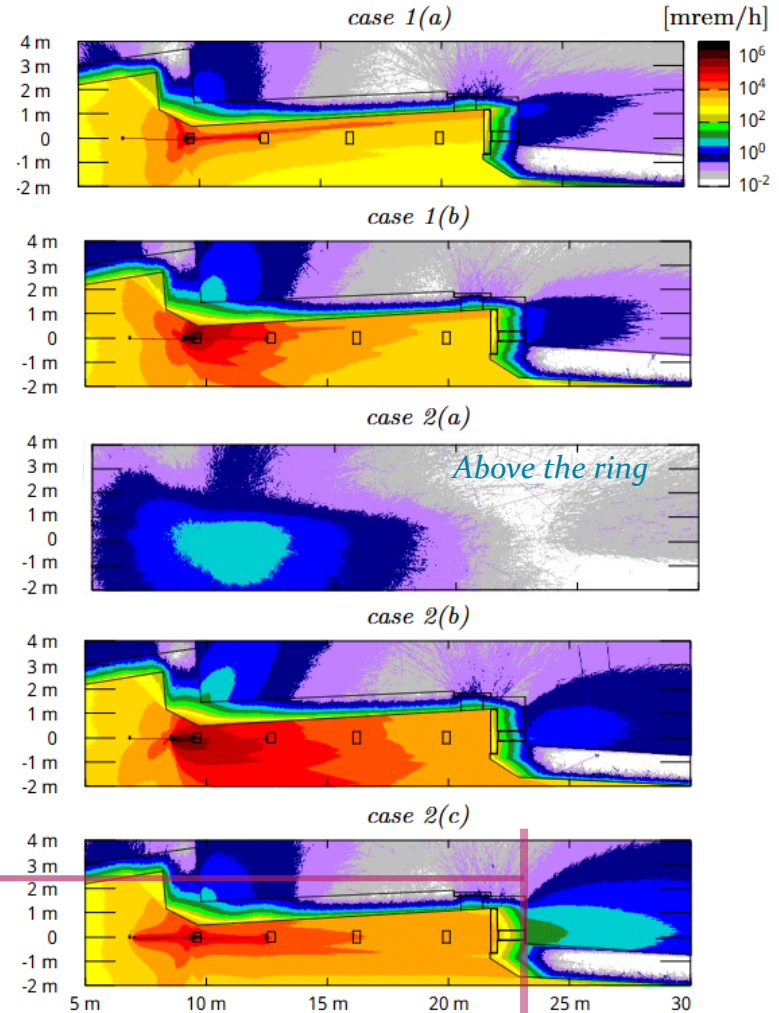 case 1(a) [mrem/h]
4 m
3 m
2 m
1 m
0
-1 m
-2 m
10⁶
10⁴
10²
10⁰
10⁻²
case 1(b)
4 m
3 m
2 m
1 m
0
-1 m
-2 m
case 2(a)
4 m
3 m
2 m
1 m
0
-1 m
-2 m
Above the ring
case 2(b)
4 m
3 m
2 m
1 m
0
-1 m
-2 m
case 2(c)
4 m
3 m
2 m
1 m
0
-1 m
-2 m
5 m 10 m 15 m 20 m 25 m 30